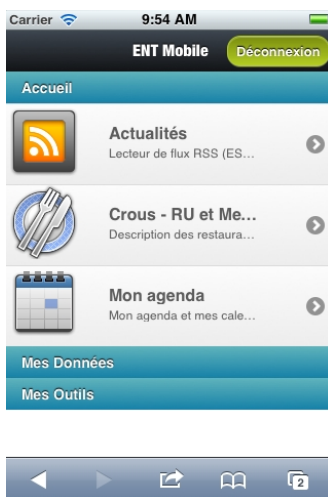 Carrier 9:54 AM
ENT Mobile Déconnexion
Accueil
Actualités
Lecteur de flux RSS (ES...
Crous - RU et Me...
Description des restaura...
Mon agenda
Mon agenda et mes cale...
Mes Données
Mes Outils
2